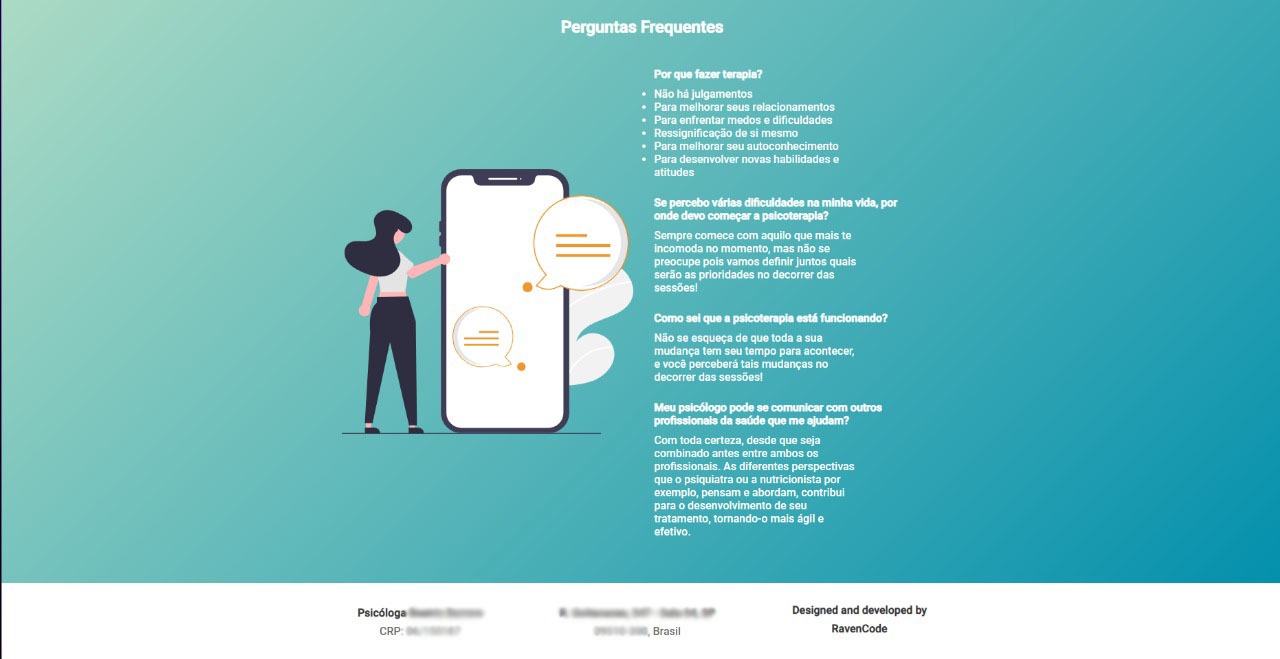 Perguntas Frequentes
Por que fazer terapia?
• Não há julgamentos
• Para melhorar seus relacionamentos
• Para enfrentar medos e dificuldades
• Ressignificação de si mesmo
• Para melhorar seu autoconhecimento
• Para desenvolver novas habilidades e
atitudes
Se percebo várias dificuldades na minha vida, por
onde devo começar a psicoterapia?
Sempre comece com aquilo que mais te
incomoda no momento, mas não se
preocupe pois vamos definir juntos quais
serão as prioridades no decorrer das
sessões!
Como sei que a psicoterapia está funcionando?
Não se esqueça de que toda a sua
mudança tem seu tempo para acontecer,
e você perceberá tais mudanças no
decorrer das sessões!
Meu psicólogo pode se comunicar com outros
profissionais da saúde que me ajudam?
Com toda certeza, desde que seja
combinado antes entre ambos os
profissionais. As diferentes perspectivas
que o psiquiatra ou a nutricionista por
exemplo, pensam e abordam, contribui
para o desenvolvimento de seu
tratamento, tornando-o mais ágil e
efetivo.
Psicóloga
CRP:
, Brasil
Designed and developed by
RavenCode